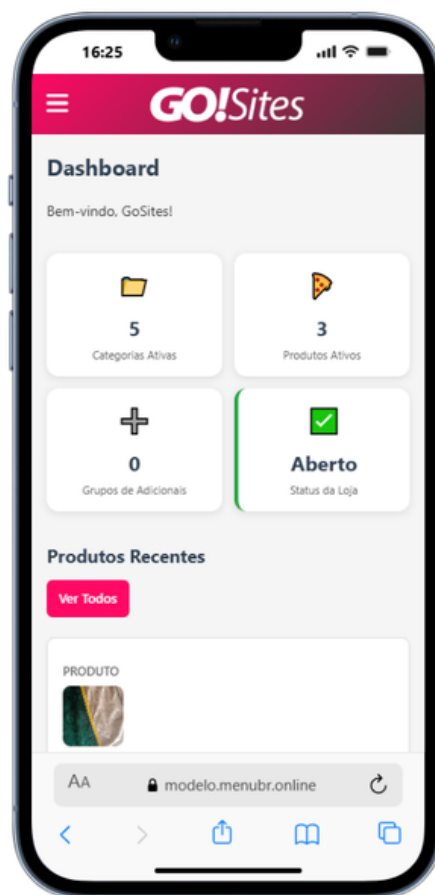 16:25
GO!Sites
Dashboard
Bem-vindo, GoSites!
5
Categorias Ativas
3
Produtos Ativos
0
Grupos de Adicionais
Aberto
Status da Loja
Produtos Recentes
Ver Todos
PRODUTO
AA
modelo.menubr.online